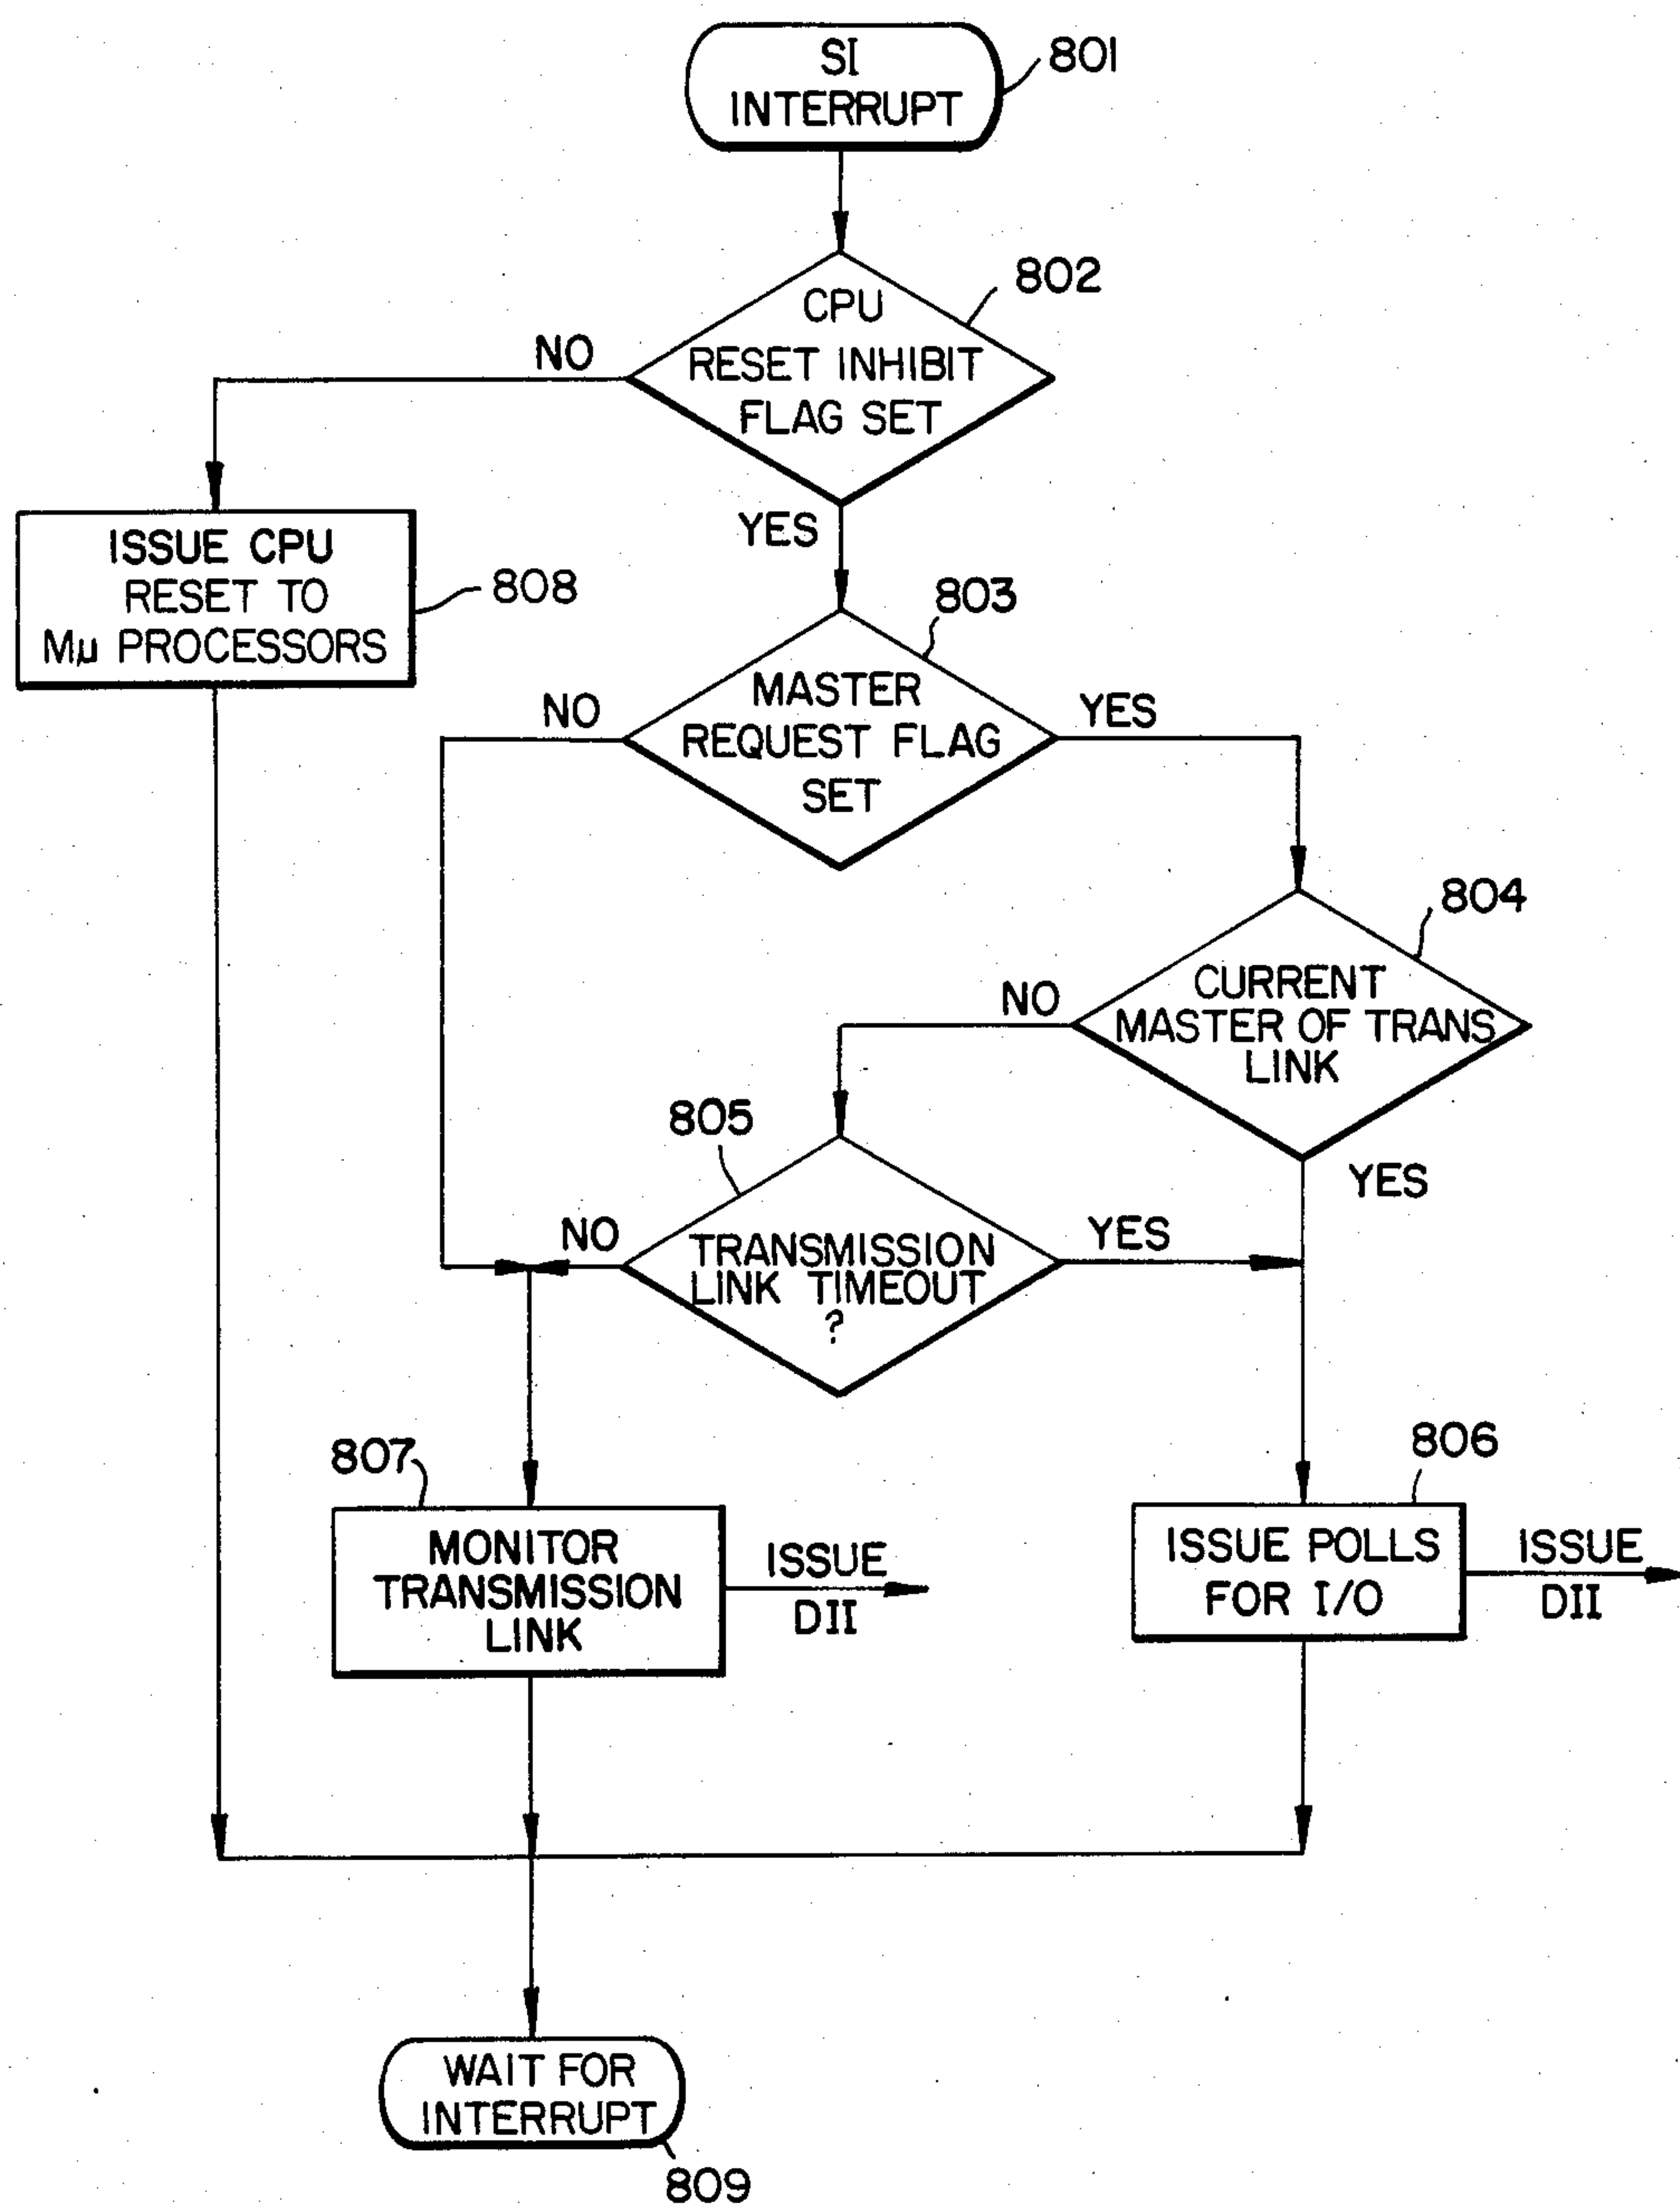 SI
INTERRUPT
801
802
CPU
RESET INHIBIT
FLAG SET
NO
YES
ISSUE CPU
RESET TO
Mμ PROCESSORS
808
803
MASTER
REQUEST FLAG
SET
NO
YES
804
CURRENT
MASTER OF TRANS
LINK
NO
YES
805
TRANSMISSION
LINK TIMEOUT
?
NO
YES
807
MONITOR
TRANSMISSION
LINK
ISSUE
DII
806
ISSUE POLLS
FOR I/O
ISSUE
DII
WAIT FOR
INTERRUPT
809